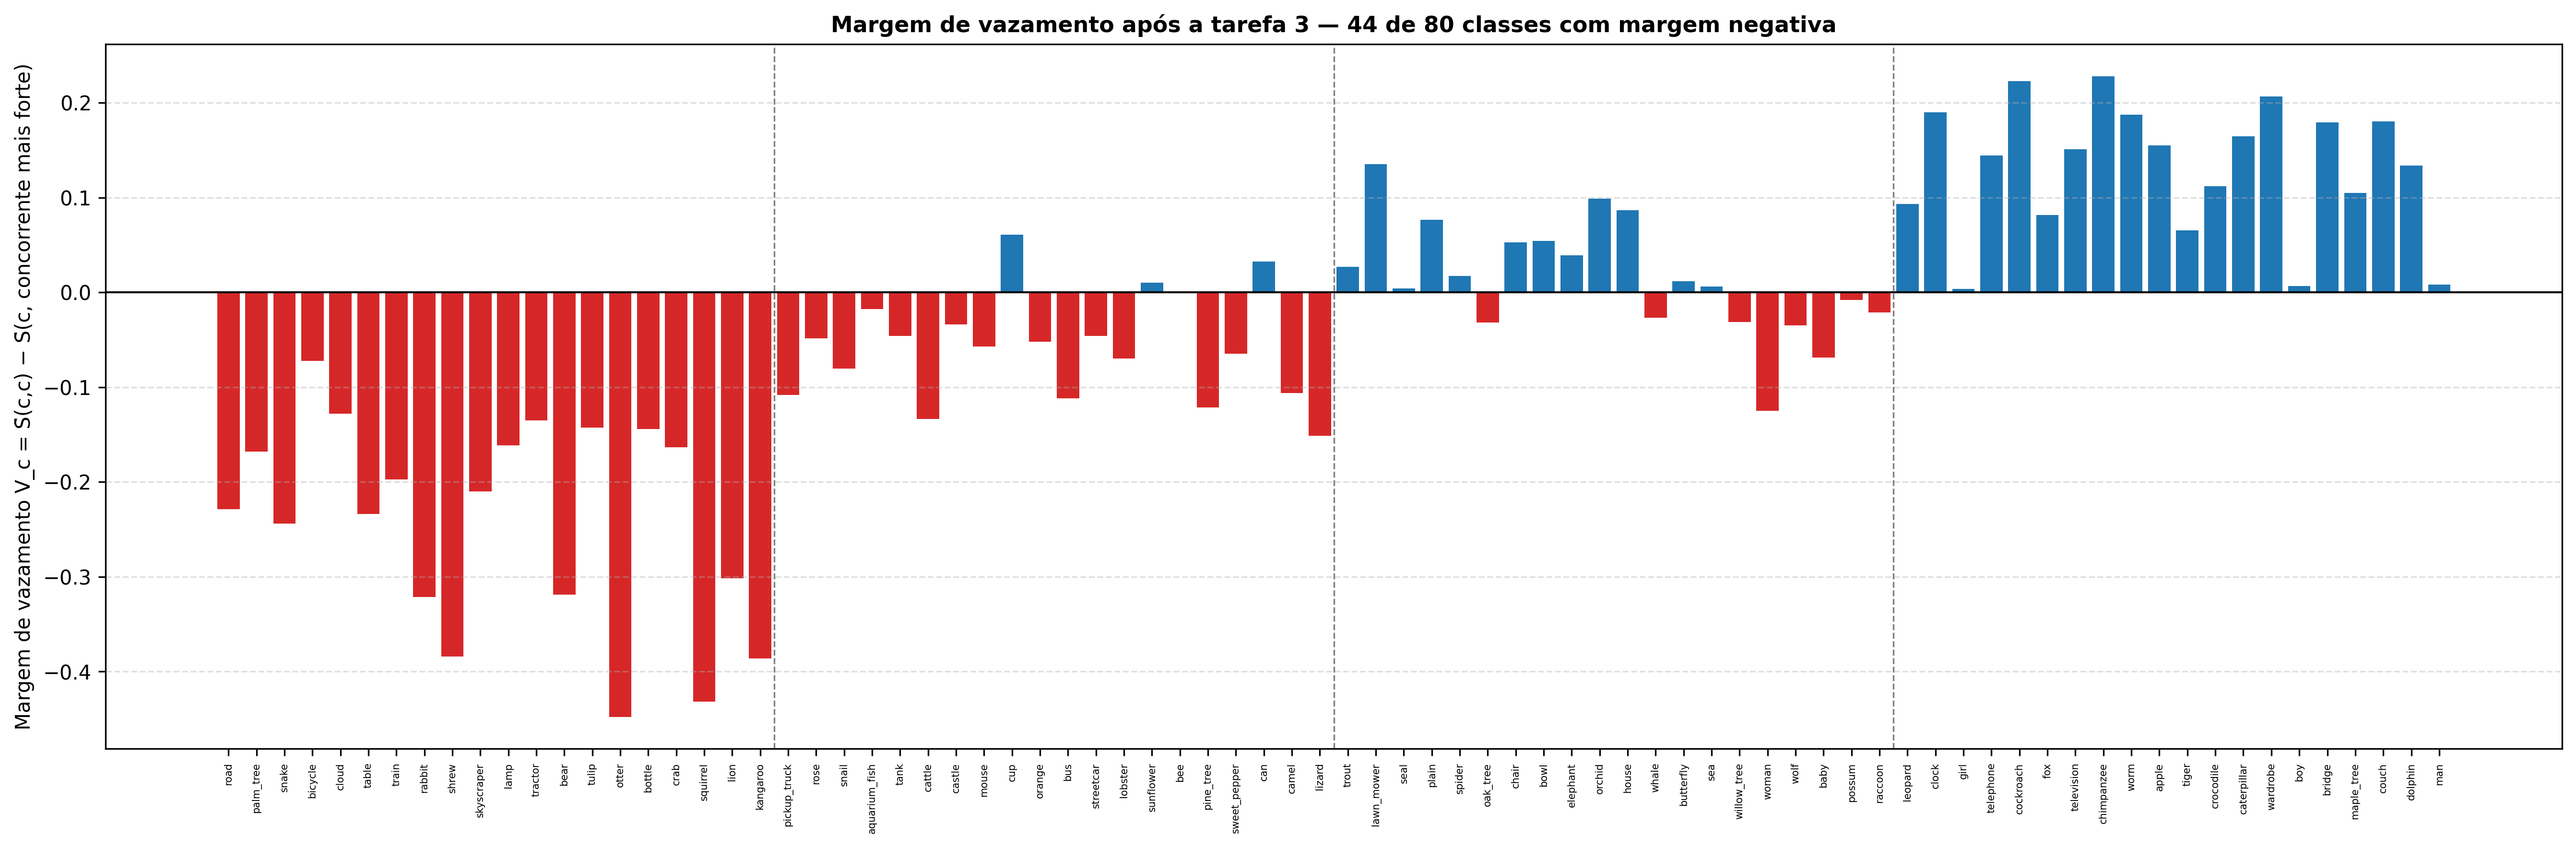 Margem de vazamento após a tarefa 3 — 44 de 80 classes com margem negativa
Margem de vazamento V_c = S(c,c) − S(c, concorrente mais forte)
0.2
0.1
0.0
−0.1
−0.2
−0.3
−0.4
road
palm_tree
snake
bicycle
cloud
table
train
rabbit
shrew
skyscraper
lamp
tractor
bear
tulip
otter
bottle
crab
squirrel
lion
kangaroo
pickup_truck
rose
snail
aquarium_fish
tank
cattle
castle
mouse
cup
orange
bus
streetcar
lobster
sunflower
bee
pine_tree
sweet_pepper
can
camel
lizard
trout
lawn_mower
seal
plain
spider
oak_tree
chair
bowl
elephant
orchid
house
whale
butterfly
sea
willow_tree
woman
wolf
baby
possum
raccoon
leopard
clock
girl
telephone
cockroach
fox
television
chimpanzee
worm
apple
tiger
crocodile
caterpillar
wardrobe
boy
bridge
maple_tree
couch
dolphin
man